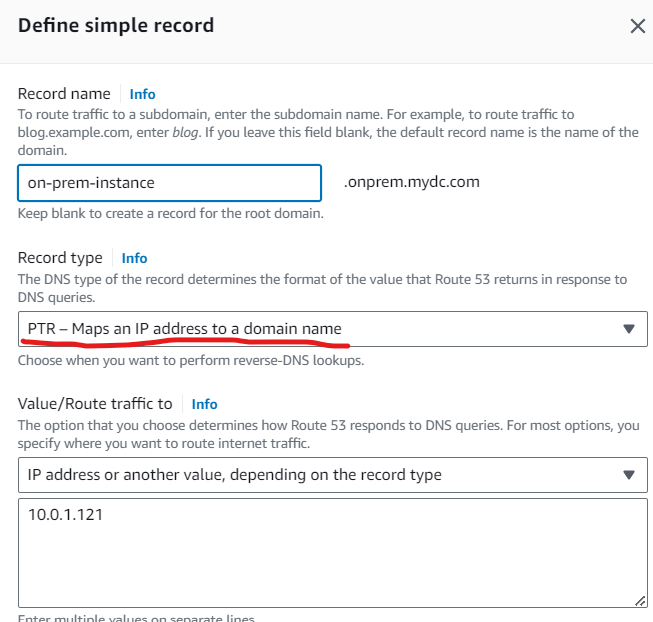 Define simple record
Record name Info
To route traffic to a subdomain, enter the subdomain name. For example, to route traffic to
blog.example.com, enter blog. If you leave this field blank, the default record name is the name of the
domain.
on-prem-instance .onprem.mydc.com
Keep blank to create a record for the root domain.
Record type Info
The DNS type of the record determines the format of the value that Route 53 returns in response to
DNS queries.
PTR – Maps an IP address to a domain name
Choose when you want to perform reverse-DNS lookups.
Value/Route traffic to Info
The option that you choose determines how Route 53 responds to DNS queries. For most options, you
specify where you want to route internet traffic.
IP address or another value, depending on the record type
10.0.1.121
Enter multiple values on separate lines.